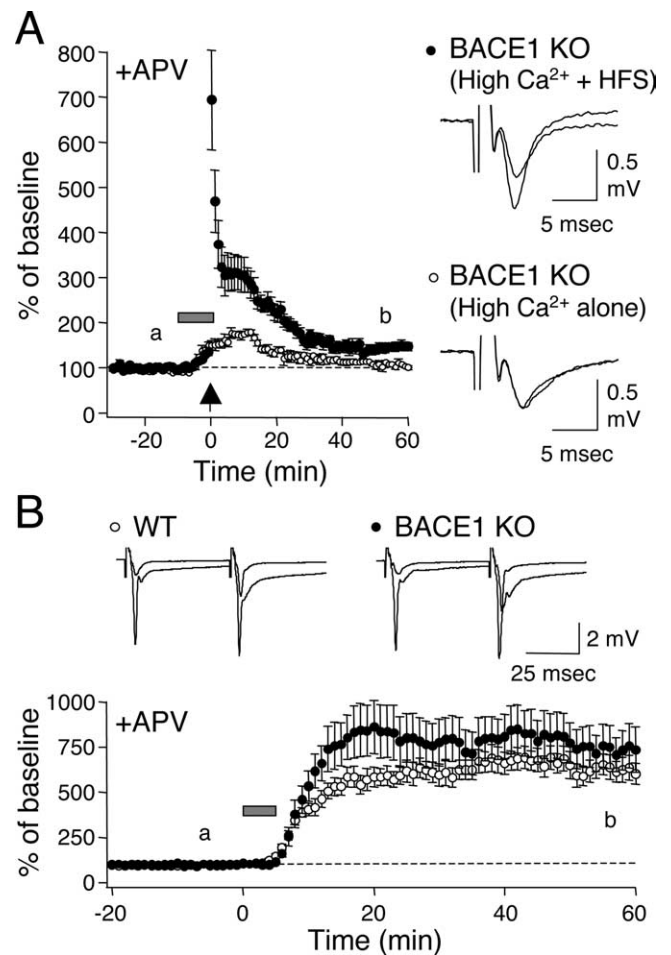 A
+APV
800
700
600
500
400
300
200
100
0
% of baseline
a
b
-20
0
20
40
60
Time (min)
● BACE1 KO
(High Ca²⁺ + HFS)
0.5
mV
5 msec
○ BACE1 KO
(High Ca²⁺ alone)
0.5
mV
5 msec
B
○ WT
● BACE1 KO
2 mV
25 msec
+APV
1000
750
500
250
100
0
% of baseline
a
b
-20
0
20
40
60
Time (min)